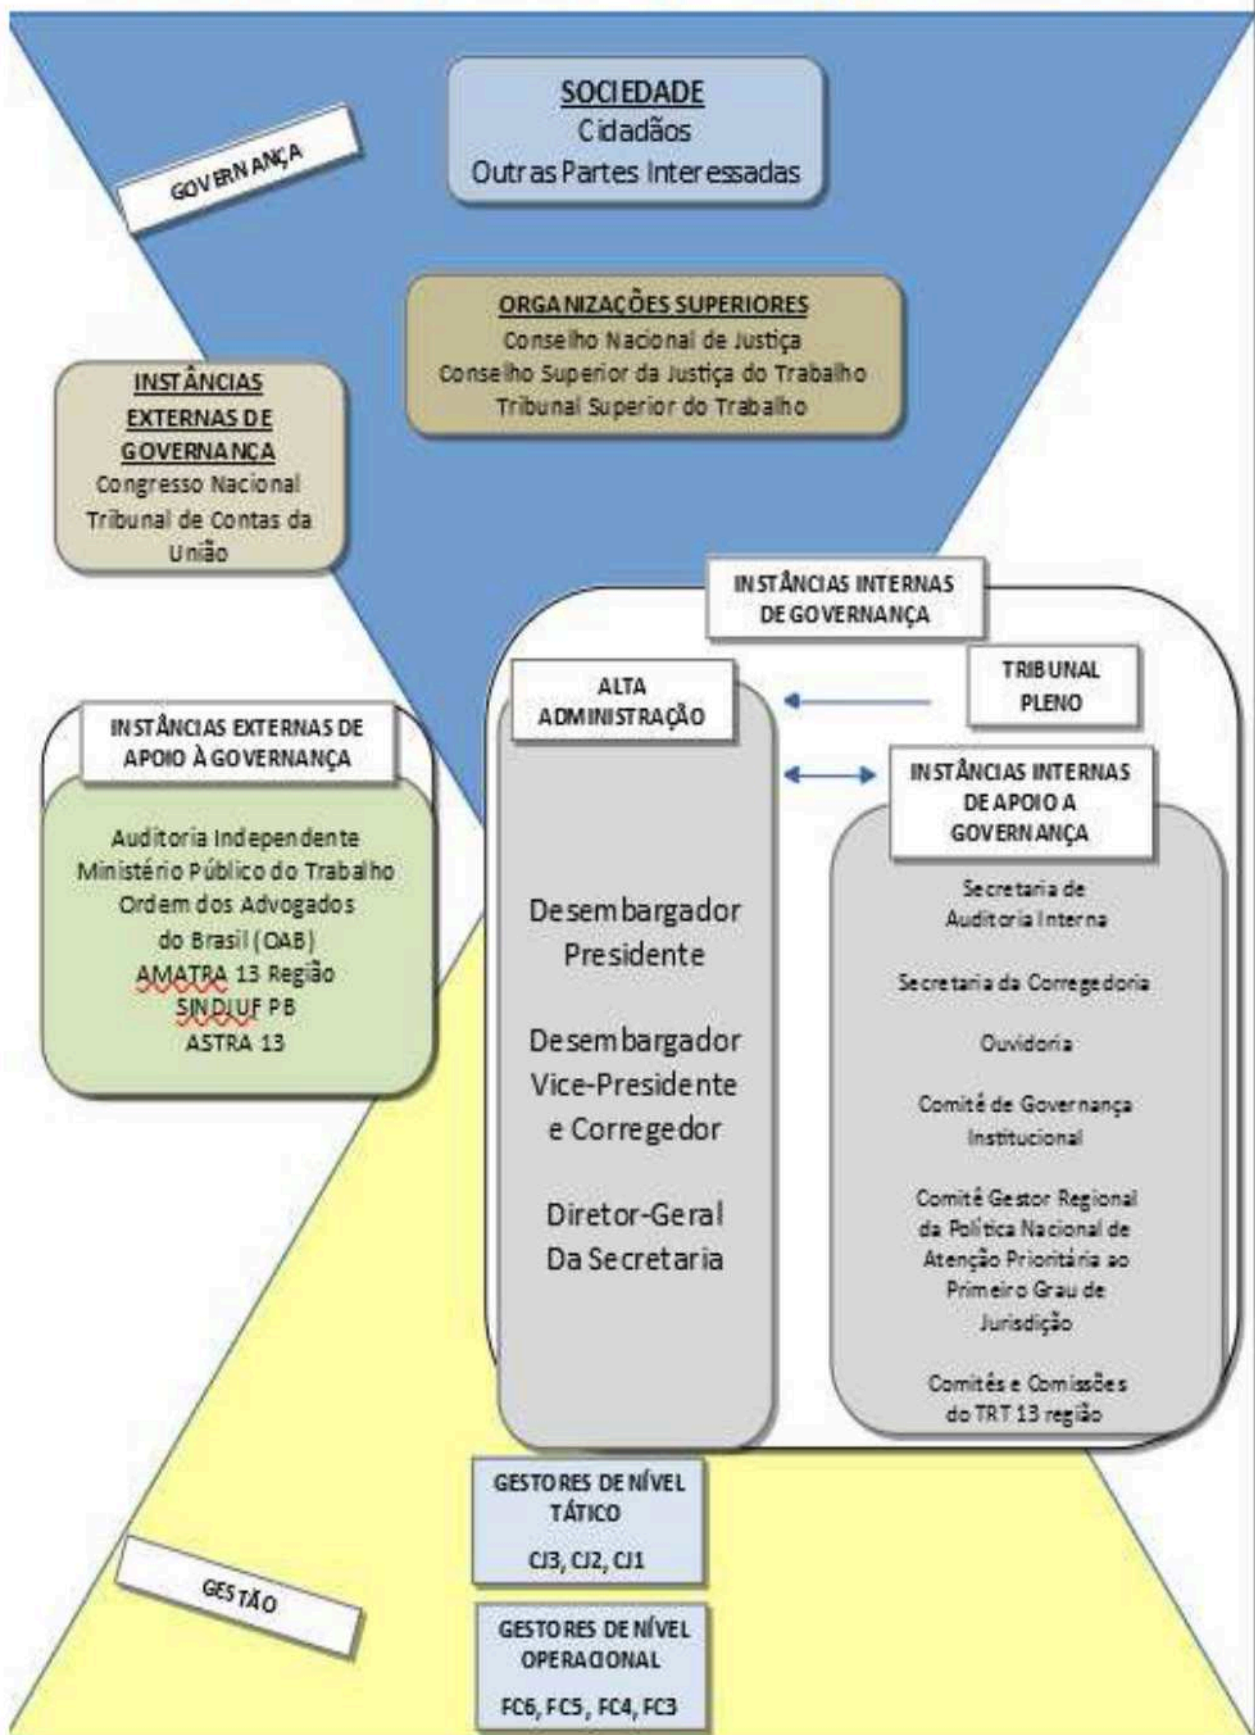 SOCIEDADE
Cidadãos
Outras Partes Interessadas
GOVERNANÇA
ORGANIZAÇÕES SUPERIORES
Conselho Nacional de Justiça
Conselho Superior da Justiça do Trabalho
Tribunal Superior do Trabalho
INSTÂNCIAS
EXTERNAS DE
GOVERNANÇA
Congresso Nacional
Tribunal de Contas da
União
INSTÂNCIAS INTERNAS
DE GOVERNANÇA
TRIBUNAL
PLENO
ALTA
ADMINISTRAÇÃO
INSTÂNCIAS EXTERNAS DE
APOIO À GOVERNANÇA
Auditoria Independente
Ministério Público do Trabalho
Ordem dos Advogados
do Brasil (OAB)
AMATRA 13 Região
SINDJUF PB
ASTRA 13
Desembargador
Presidente
Desembargador
Vice-Presidente
e Corregedor
Diretor-Geral
Da Secretaria
INSTÂNCIAS INTERNAS
DE APOIO A
GOVERNANÇA
Secretaria de
Auditoria Interna
Secretaria da Corregedoria
Ouvidoria
Comitê de Governança
Institucional
Comitê Gestor Regional
da Política Nacional de
Atenção Prioritária ao
Primeiro Grau de
Jurisdição
Comitês e Comissões
do TRT 13 região
GESTORES DE NÍVEL
TÁTICO
CJ3, CJ2, CJ1
GESTÃO
GESTORES DE NÍVEL
OPERACIONAL
FC6, FC5, FC4, FC3